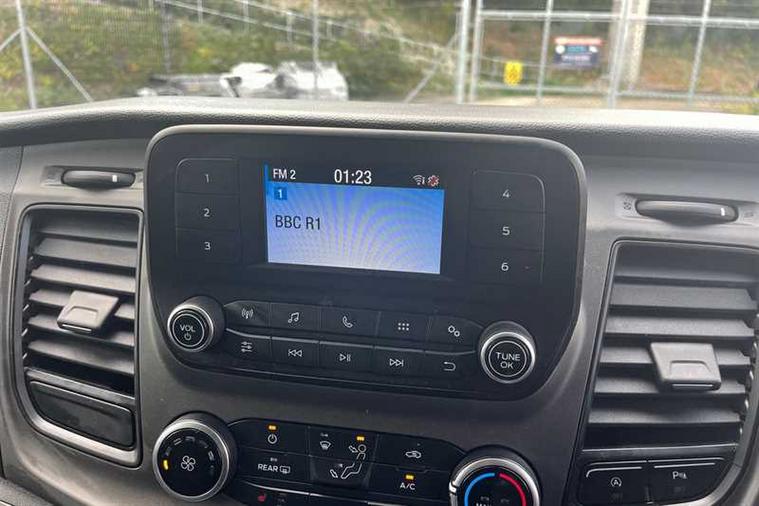 FM 2 01:23
1
BBC R1
1
2
3
4
5
6
VOL
TUNE
OK
REAR
A/C